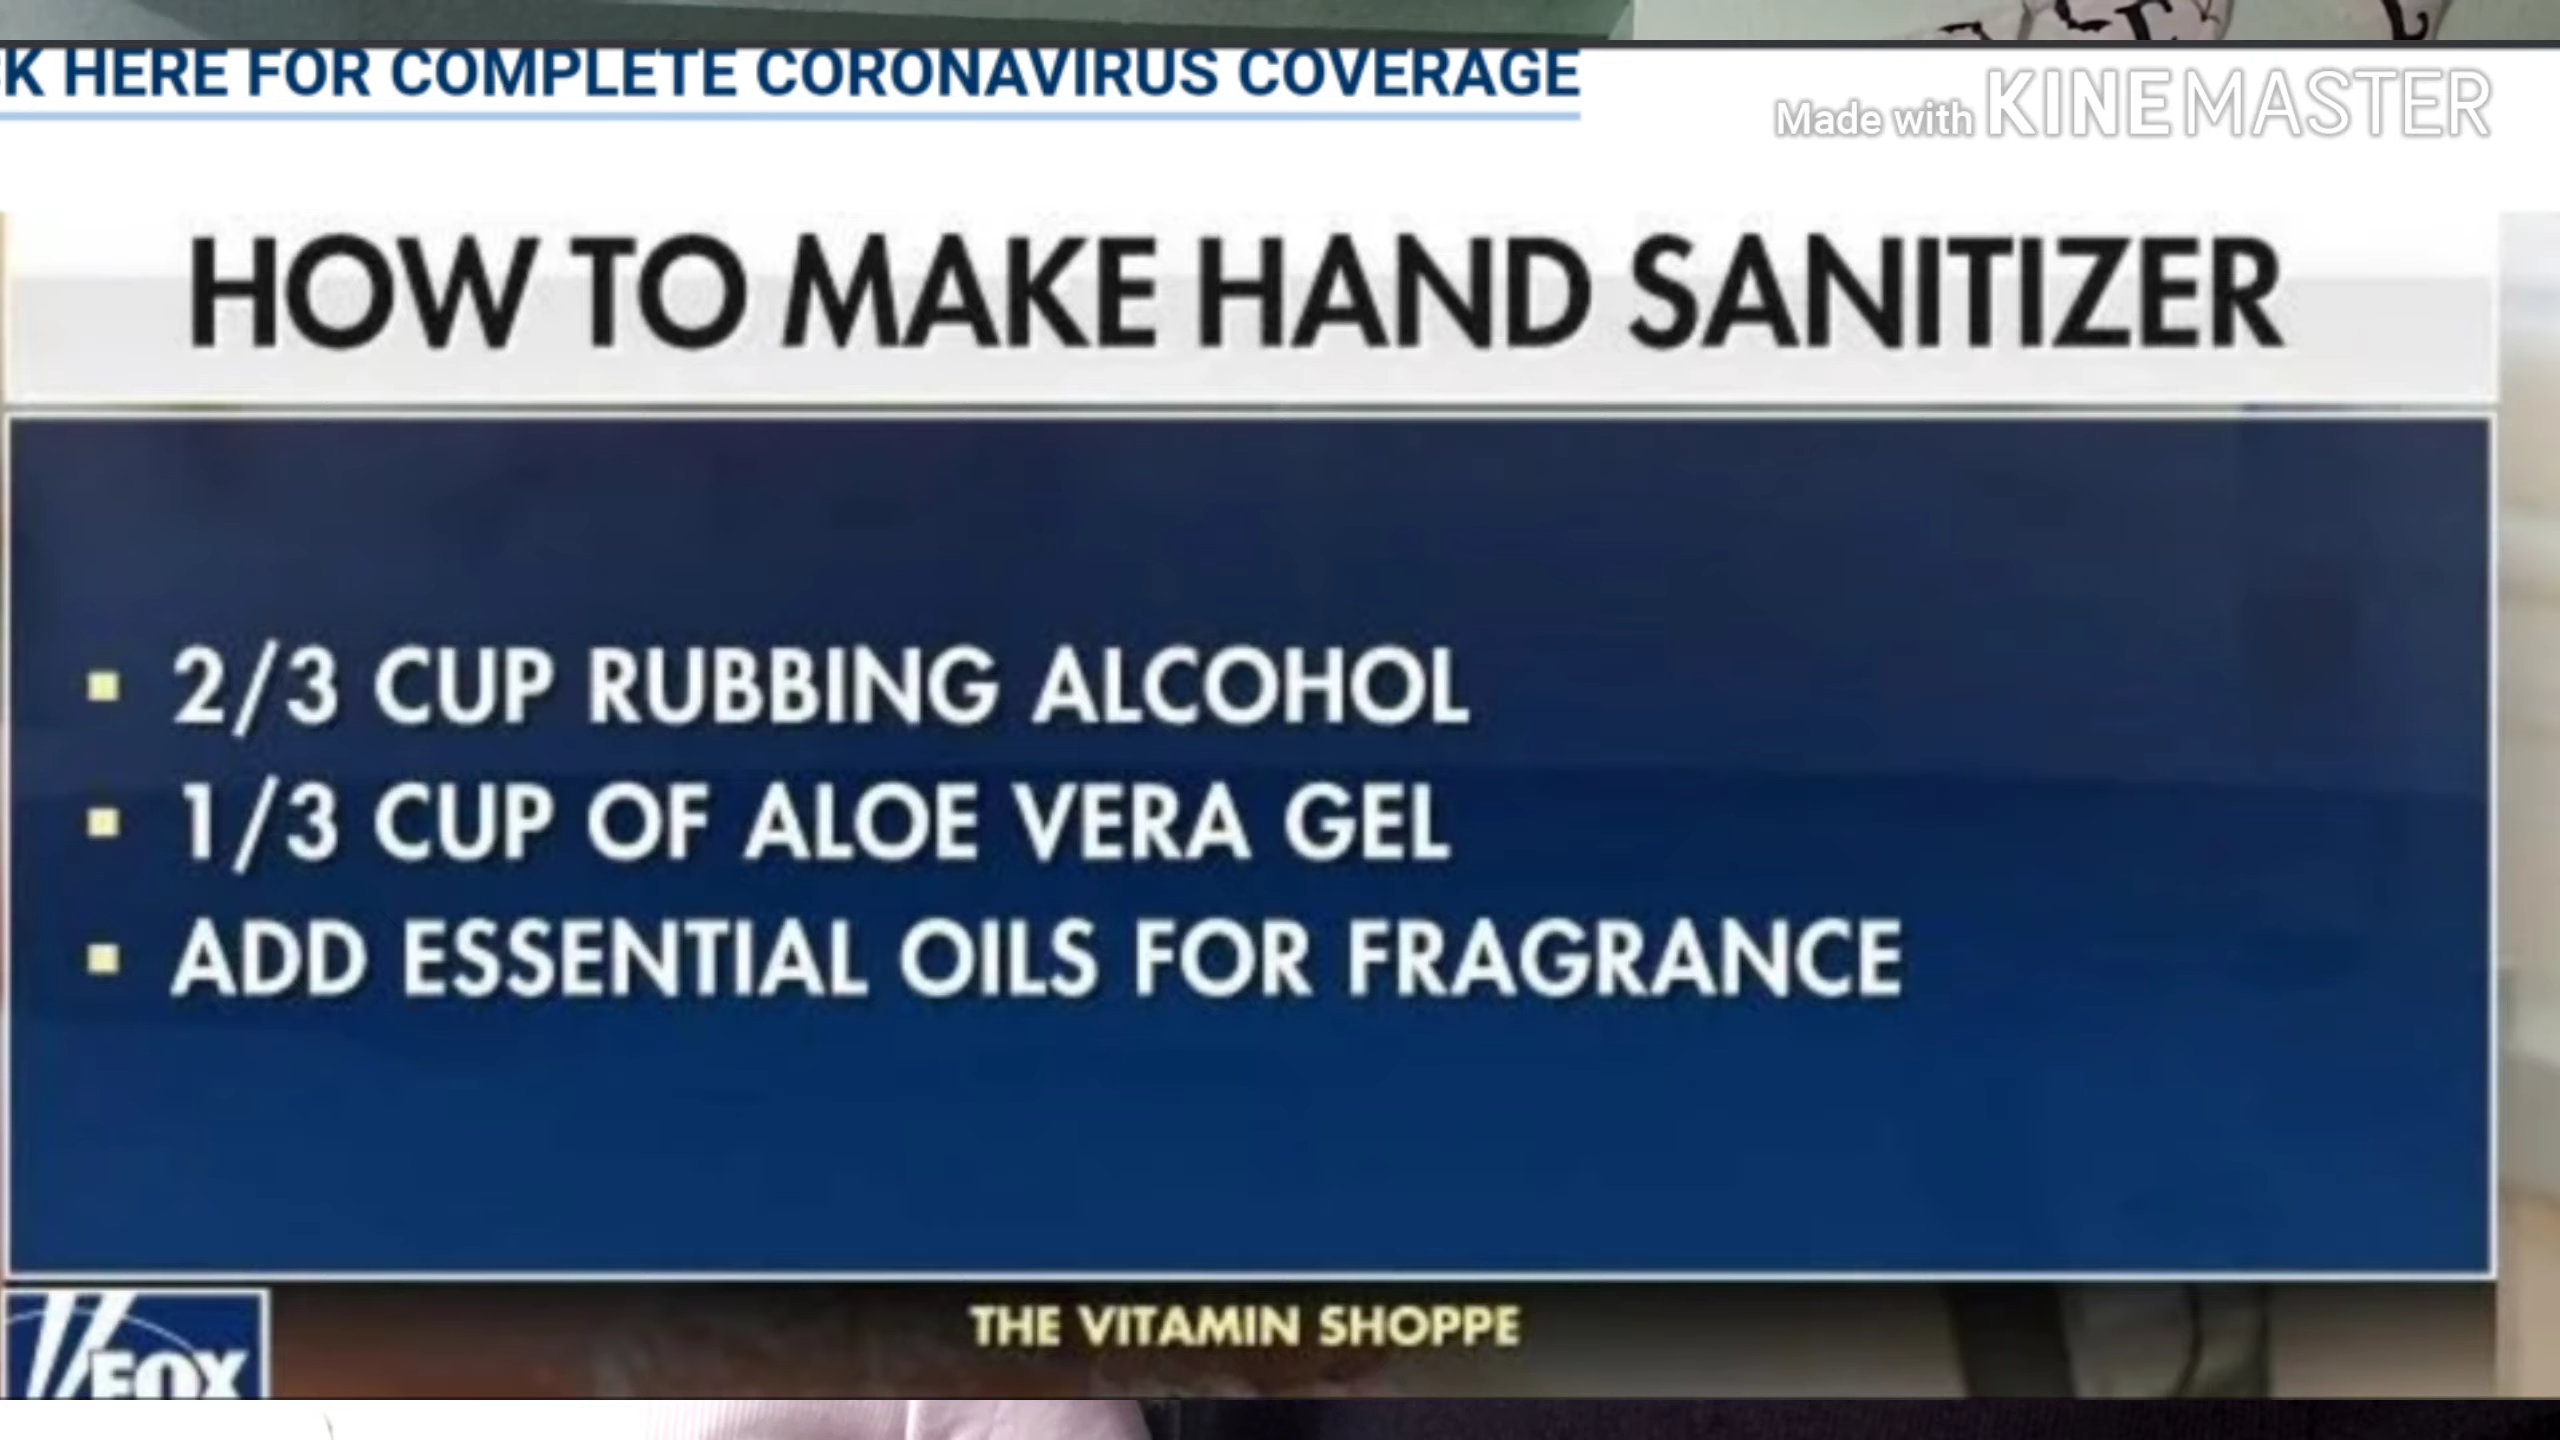 K HERE FOR COMPLETE CORONAVIRUS COVERAGE
Made with KINEMASTER
HOW TO MAKE HAND SANITIZER
▪ 2/3 CUP RUBBING ALCOHOL
▪ 1/3 CUP OF ALOE VERA GEL
▪ ADD ESSENTIAL OILS FOR FRAGRANCE
THE VITAMIN SHOPPE
FOX